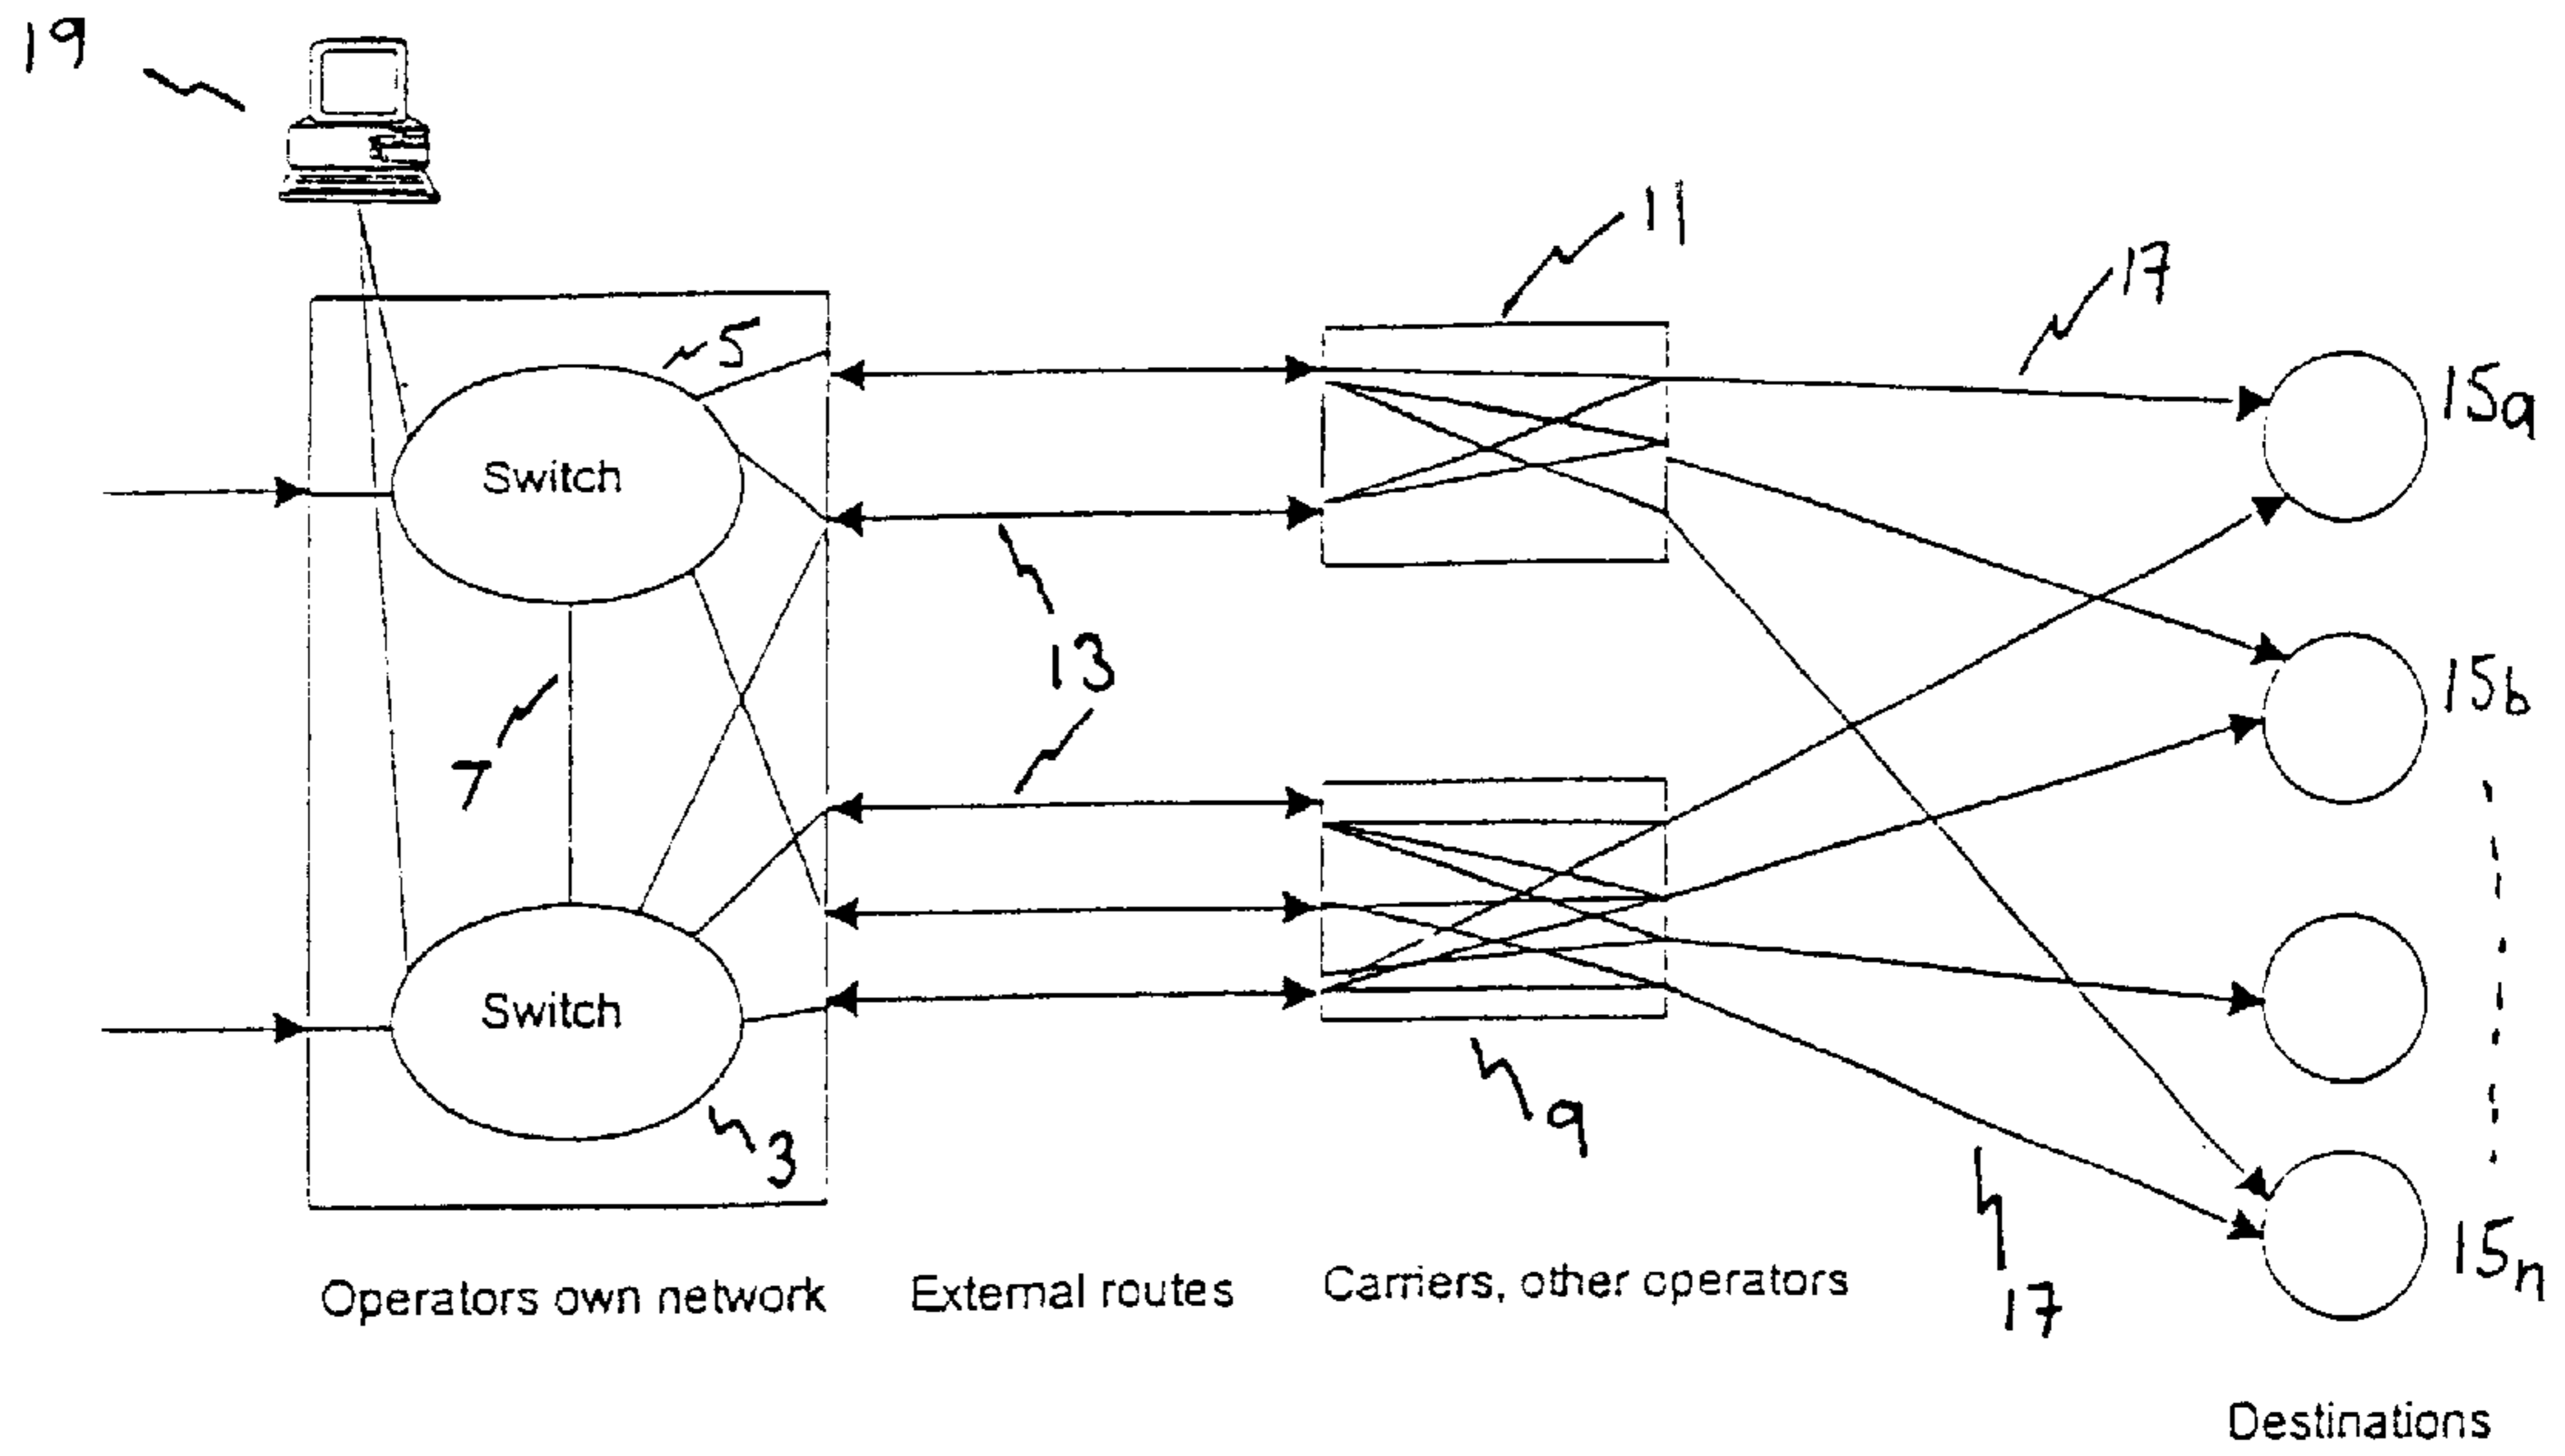 19
11
17
5
15a
Switch
13
15b
7
Switch
9
3
15n
Operators own network
External routes
Carriers, other operators
17
Destinations